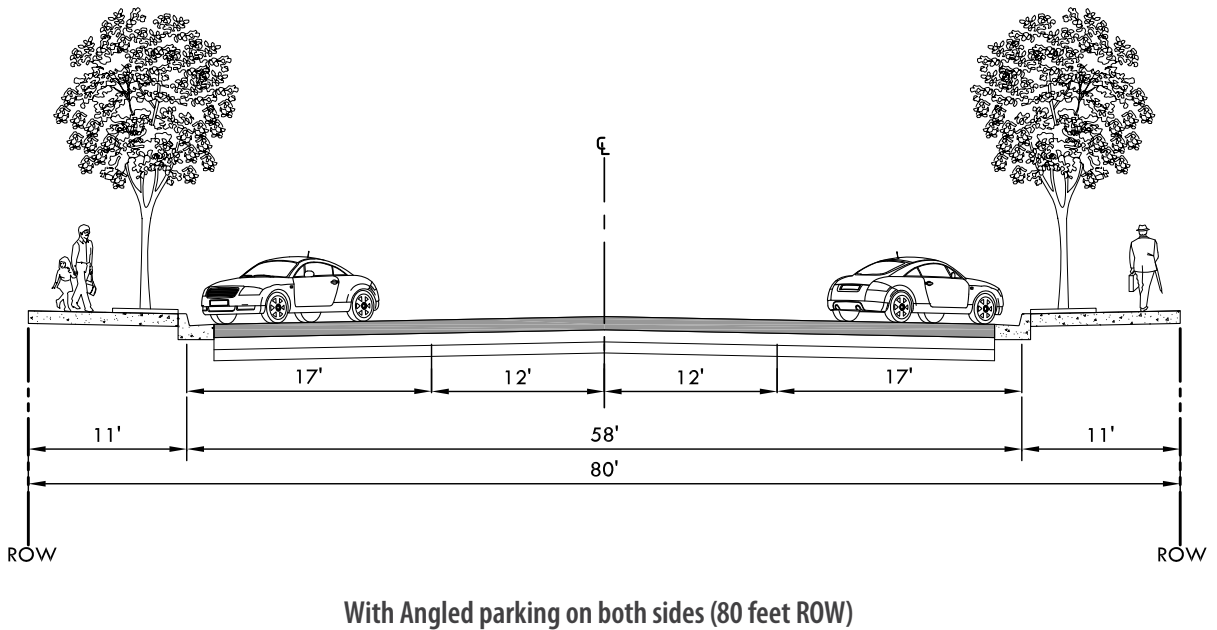 ℄
17' 12' 12' 17'
11' 58' 11'
80'
ROW ROW
With Angled parking on both sides (80 feet ROW)